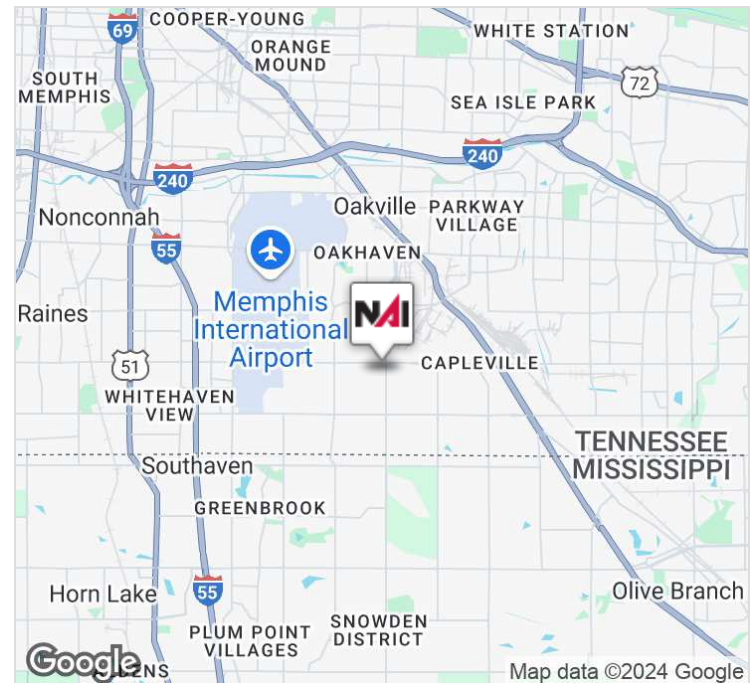 COOPER-YOUNG
69
ORANGE
MOUND
WHITE STATION
72
SOUTH
MEMPHIS
SEA ISLE PARK
240
240
Nonconnah
Oakville
PARKWAY
VILLAGE
55
OAKHAVEN
Raines
Memphis
International
Airport
NAI
51
CAPLEVILLE
WHITEHAVEN
VIEW
TENNESSEE
MISSISSIPPI
Southaven
GREENBROOK
Horn Lake
55
Olive Branch
PLUM POINT
VILLAGES
SNOWDEN
DISTRICT
Google
DENS
Map data ©2024 Google